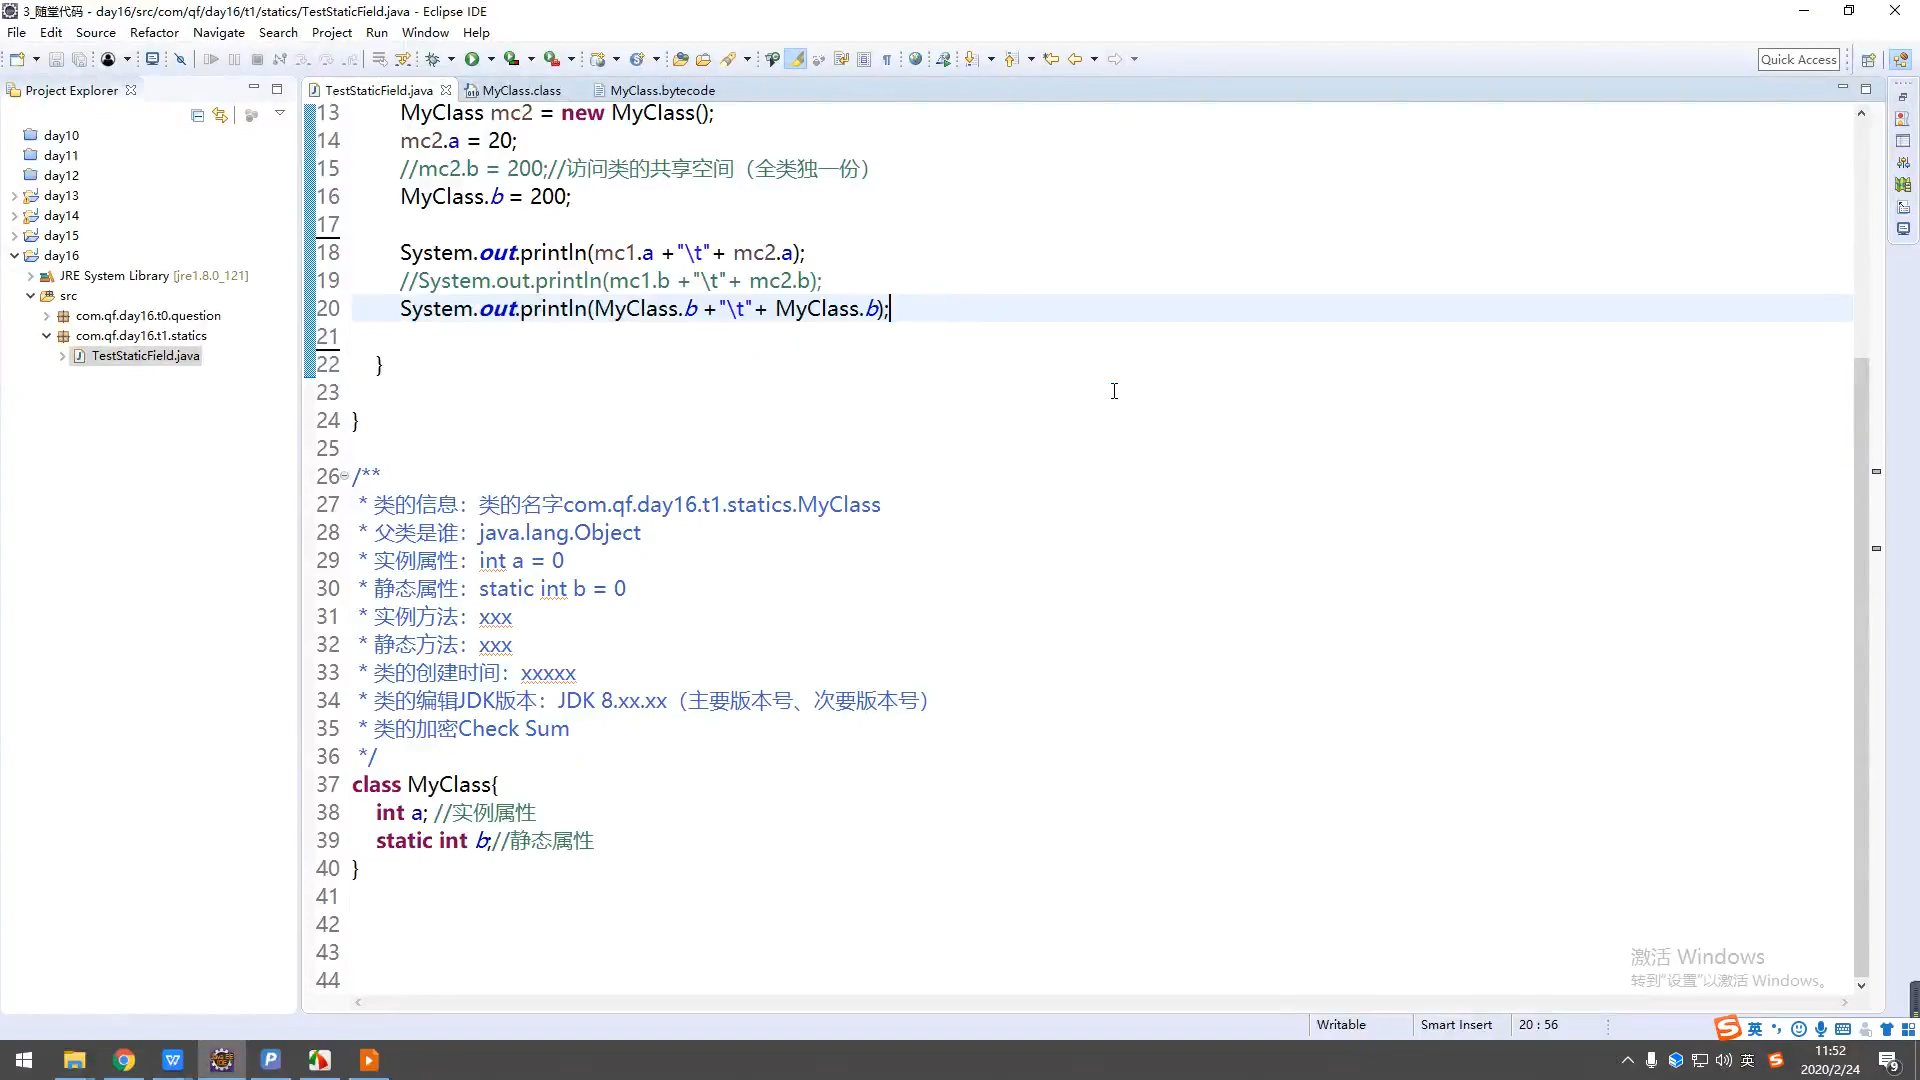 3_随堂代码 - day16/src/com/qf/day16/t1/statics/TestStaticField.java - Eclipse IDE
File Edit Source Refactor Navigate Search Project Run Window Help
Quick Access
Project Explorer
TestStaticField.java MyClass.class MyClass.bytecode
day10
day11
day12
day13
day14
day15
day16
JRE System Library [jre1.8.0_121]
src
com.qf.day16.t0.question
com.qf.day16.t1.statics
TestStaticField.java
13 MyClass mc2 = new MyClass();
14 mc2.a = 20;
15 //mc2.b = 200;//访问类的共享空间（全类独一份）
16 MyClass.b = 200;
17
18 System.out.println(mc1.a +"\t"+ mc2.a);
19 //System.out.println(mc1.b +"\t"+ mc2.b);
20 System.out.println(MyClass.b +"\t"+ MyClass.b);
21
22 }
23
24 }
25
26 /**
27 * 类的信息：类的名字com.qf.day16.t1.statics.MyClass
28 * 父类是谁：java.lang.Object
29 * 实例属性：int a = 0
30 * 静态属性：static int b = 0
31 * 实例方法：xxx
32 * 静态方法：xxx
33 * 类的创建时间：xxxxx
34 * 类的编辑JDK版本：JDK 8.xx.xx（主要版本号、次要版本号）
35 * 类的加密Check Sum
36 */
37 class MyClass{
38 int a; //实例属性
39 static int b;//静态属性
40 }
41
42
43
44
激活 Windows
转到“设置”以激活 Windows。
Writable Smart Insert 20 : 56
英
英
11:52
2020/2/24
9